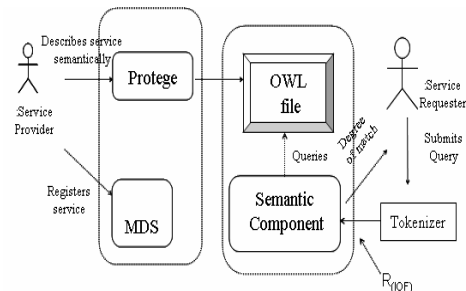 Describes service
semantically
Protege
OWL
file
:Service
Provider
:Service
Requester
Degree
of match
Submits
Query
Queries
Registers
service
MDS
Semantic
Component
Tokenizer
R(IOE)